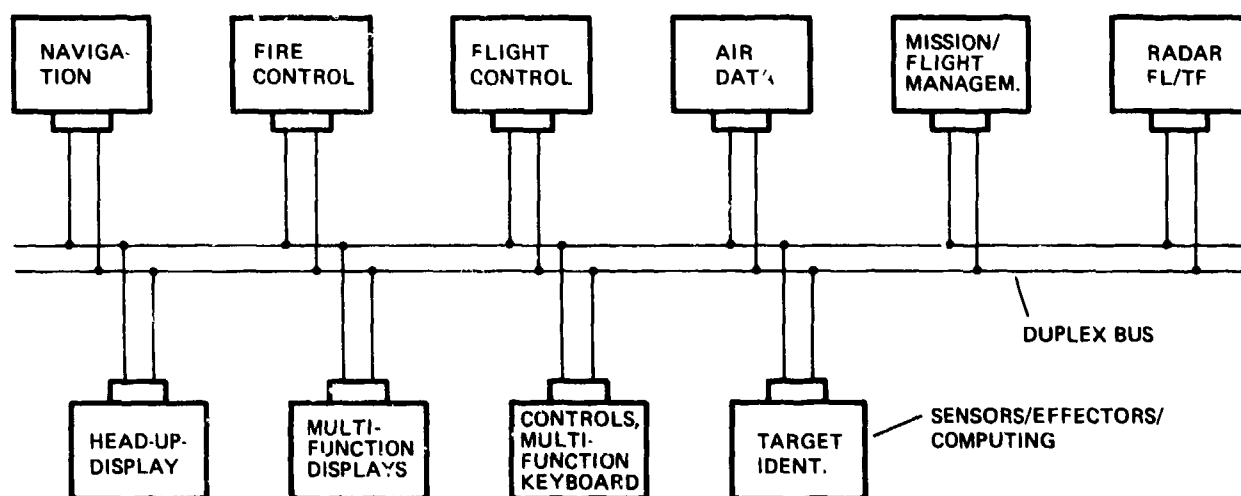 NAVIGA-
TION
FIRE
CONTROL
FLIGHT
CONTROL
AIR
DATA
MISSION/
FLIGHT
MANAGEM.
RADAR
FL/TF
DUPLEX BUS
HEAD-UP-
DISPLAY
MULTI-
FUNCTION
DISPLAYS
CONTROLS,
MULTI-
FUNCTION
KEYBOARD
TARGET
IDENT.
SENSORS/EFFECTORS/
COMPUTING